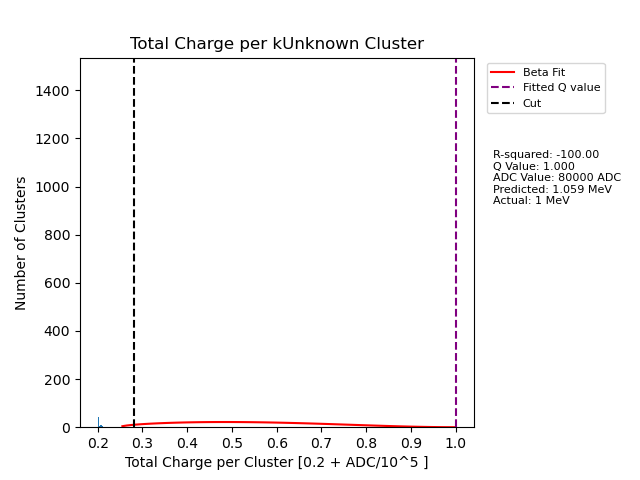 Total Charge per kUnknown Cluster
Number of Clusters
1400
1200
1000
800
600
400
200
0
0.2 0.3 0.4 0.5 0.6 0.7 0.8 0.9 1.0
Total Charge per Cluster [0.2 + ADC/10^5 ]
Beta Fit
Fitted Q value
Cut
R-squared: -100.00
Q Value: 1.000
ADC Value: 80000 ADC
Predicted: 1.059 MeV
Actual: 1 MeV